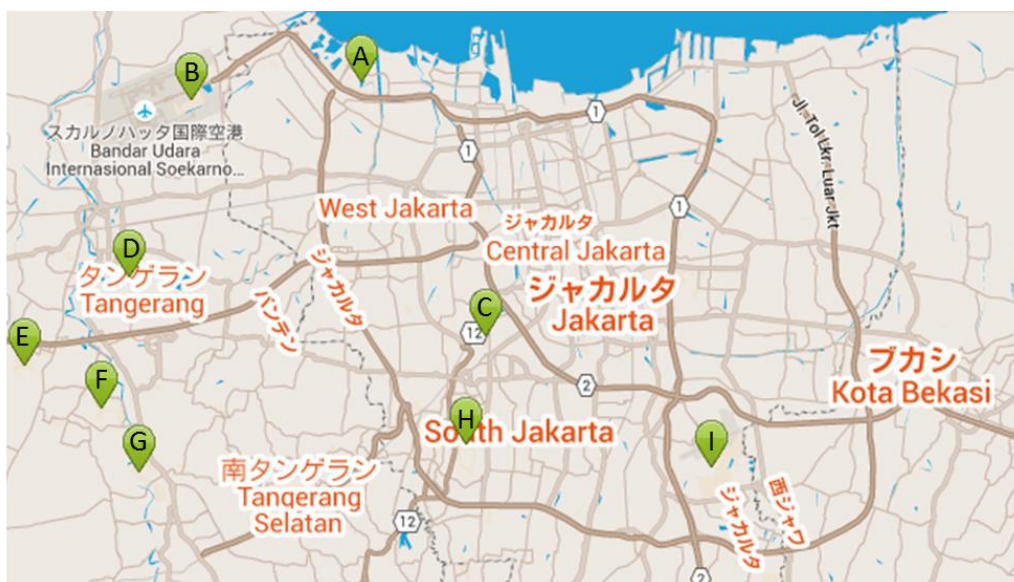 A
B
スカルノハッタ国際空港
Bandar Udara
Internasional Soekarno...
1
Jl. Tol Lkr. Luar Jkt
1
West Jakarta
1
ジャカルタ
Central Jakarta
D
タンゲラン
Tangerang
ジャカルタ
バンテン
ジャカルタ
Jakarta
C
12
E
F
2
ブカシ
Kota Bekasi
H
South Jakarta
G
I
南タンゲラン
Tangerang
Selatan
ジャカルタ
西ジャワ
12
2